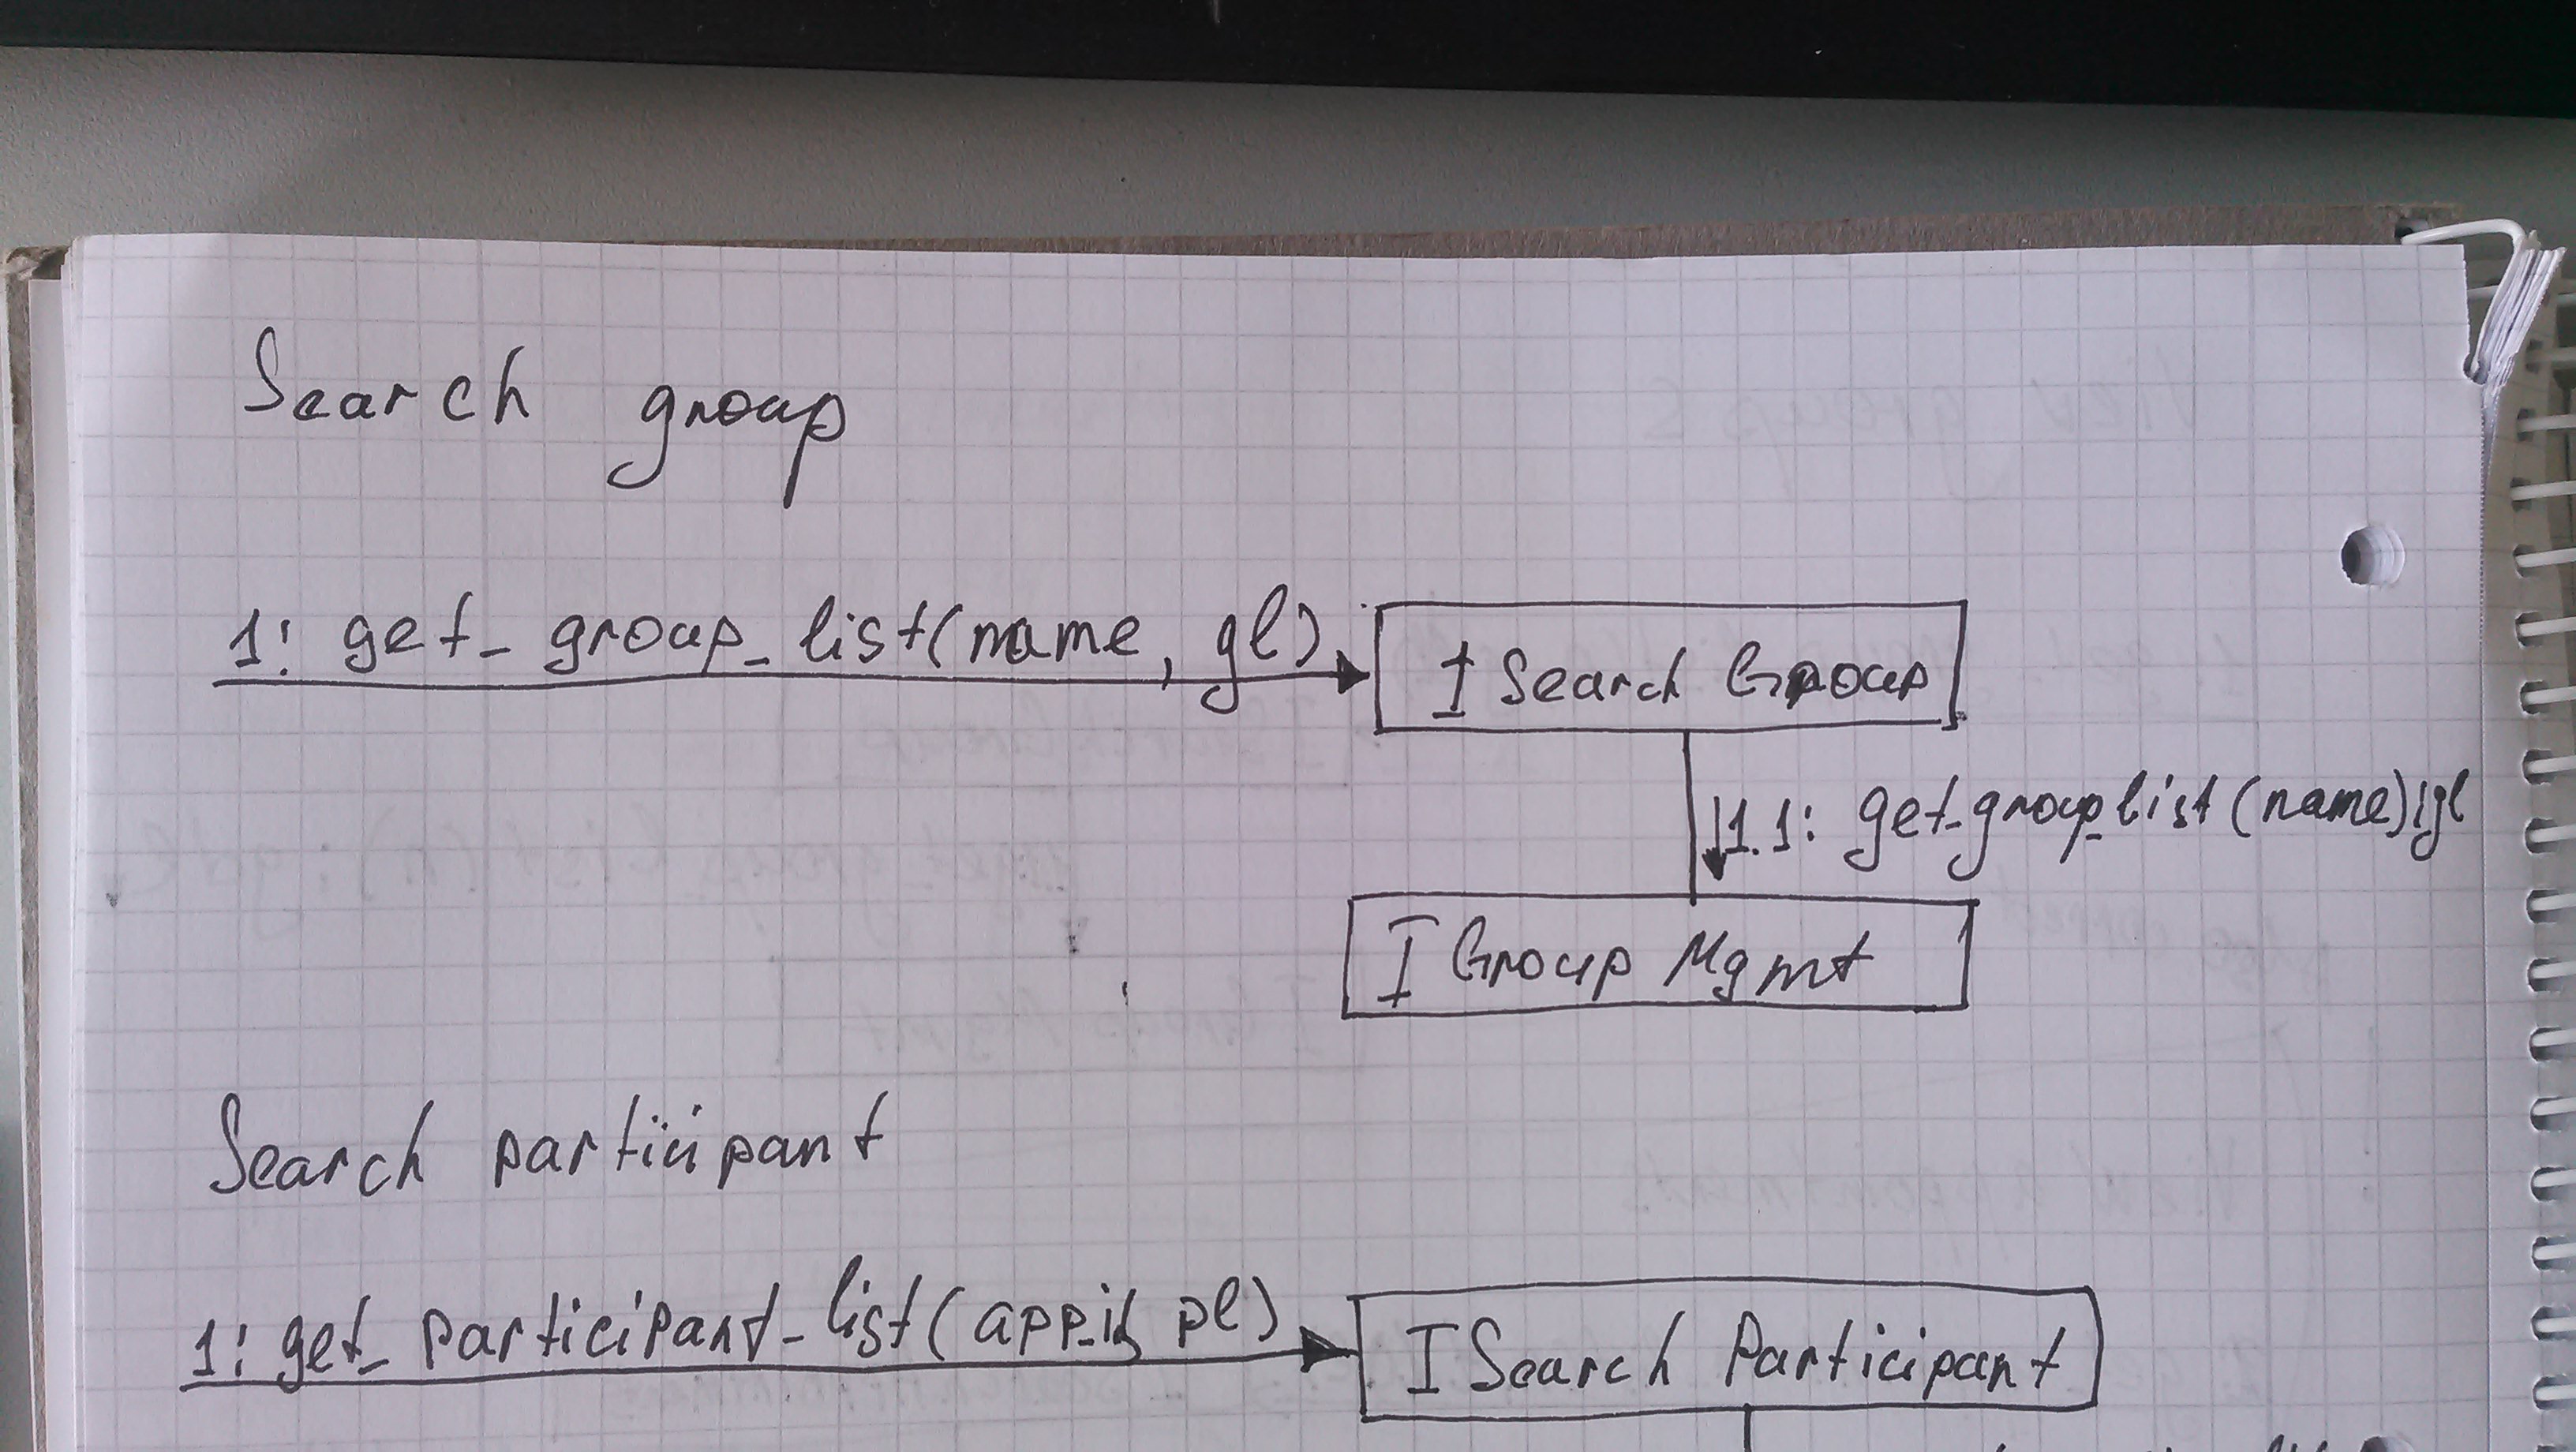 Search group
1: get_group_list(name, gl)
I Search Group
1.1: get_group_list(name):gl
I Group Mgmt
Search participant
1: get_participant_list(app_id, pl)
I Search Participant